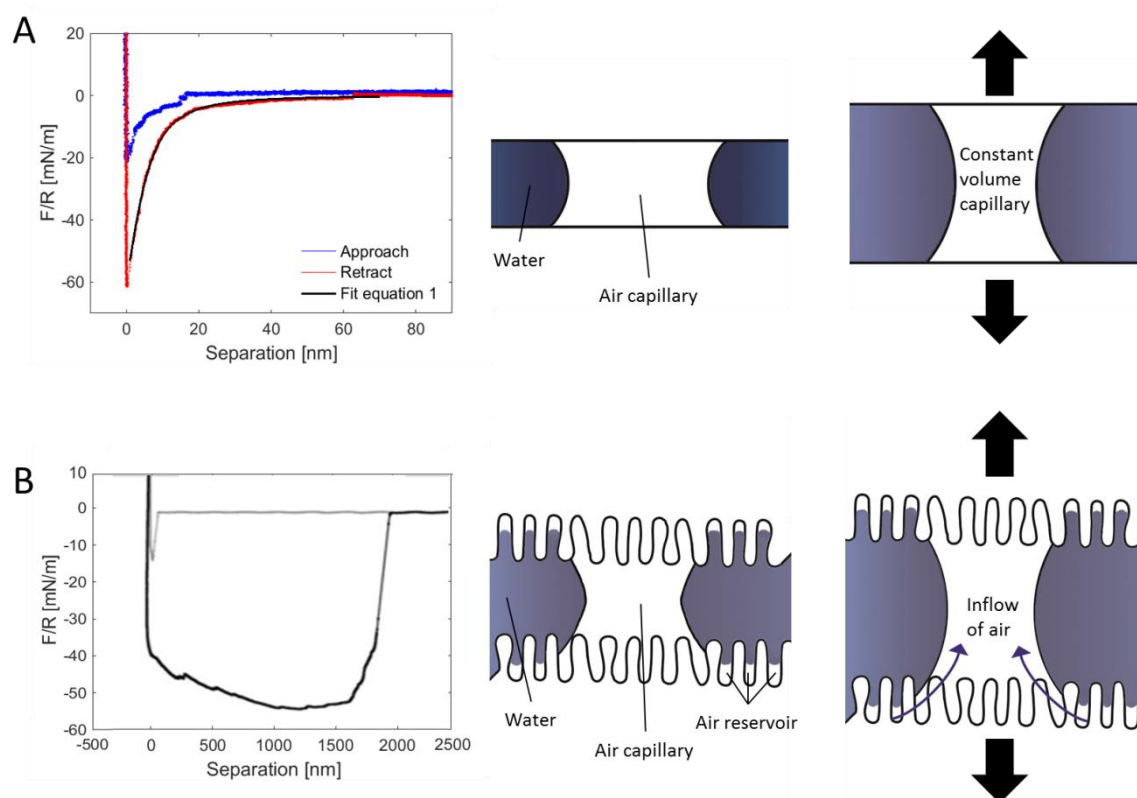 A
20
0
-20
-40
-60
F/R [mN/m]
Approach
Retract
Fit equation 1
0
20
40
60
80
Separation [nm]
Water
Air capillary
Constant
volume
capillary
B
10
0
-10
-20
-30
-40
-50
-60
F/R [mN/m]
-500
0
500
1000
1500
2000
2500
Separation [nm]
Water
Air capillary
Air reservoir
Inflow
of air